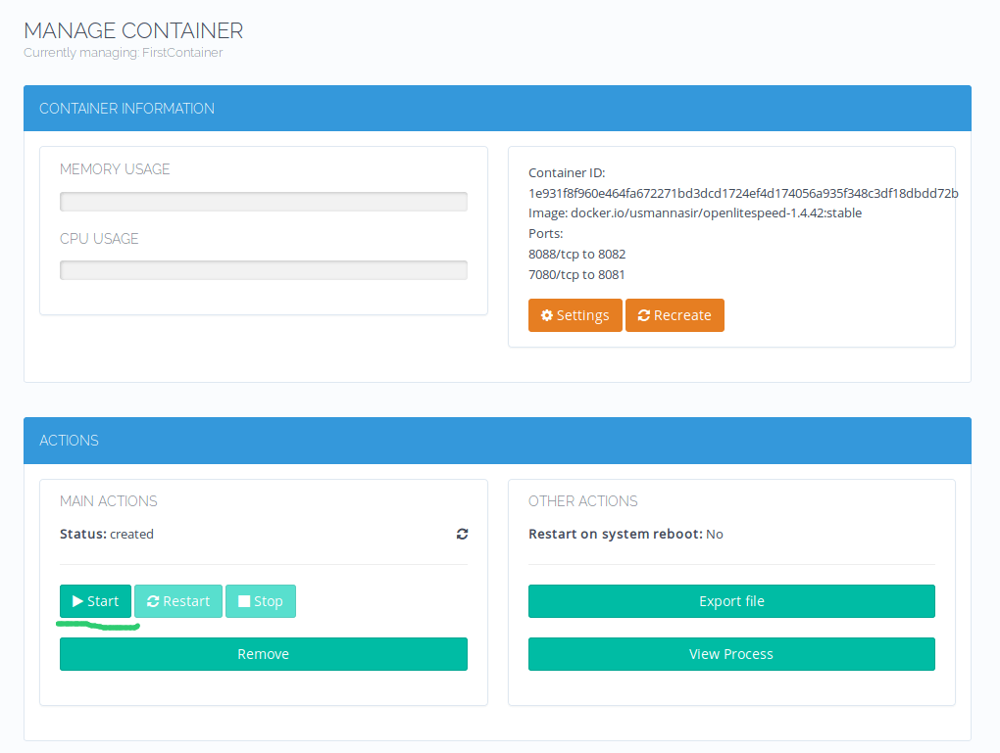 MANAGE CONTAINER
Currently managing: FirstContainer
CONTAINER INFORMATION
MEMORY USAGE
CPU USAGE
Container ID:
1e931f8f960e464fa672271bd3dcd1724ef4d174056a935f348c3df18dbdd72b
Image: docker.io/usmannasir/openlitespeed-1.4.42:stable
Ports:
8088/tcp to 8082
7080/tcp to 8081
Settings Recreate
ACTIONS
MAIN ACTIONS
Status: created
Start Restart Stop
Remove
OTHER ACTIONS
Restart on system reboot: No
Export file
View Process